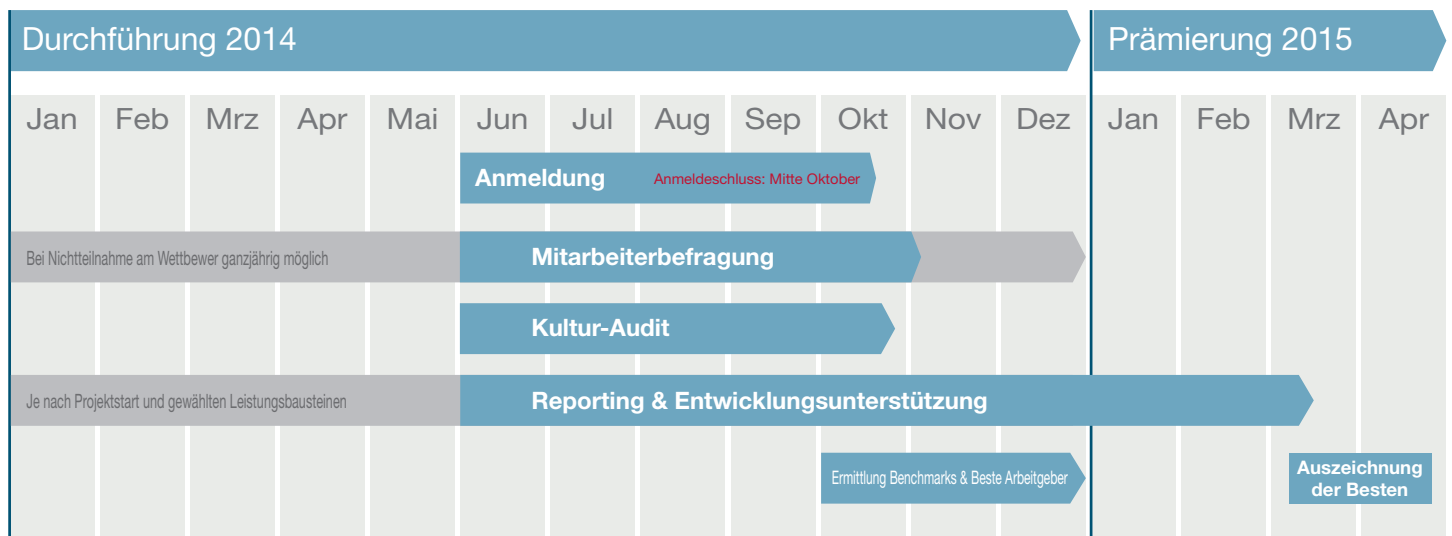 Durchführung 2014
Prämierung 2015
Jan Feb Mrz Apr Mai Jun Jul Aug Sep Okt Nov Dez Jan Feb Mrz Apr
Anmeldung Anmeldeschluss: Mitte Oktober
Bei Nichtteilnahme am Wettbewer ganzjährig möglich Mitarbeiterbefragung
Kultur-Audit
Je nach Projektstart und gewählten Leistungsbausteinen Reporting & Entwicklungsunterstützung
Ermittlung Benchmarks & Beste Arbeitgeber
Auszeichnung
der Besten